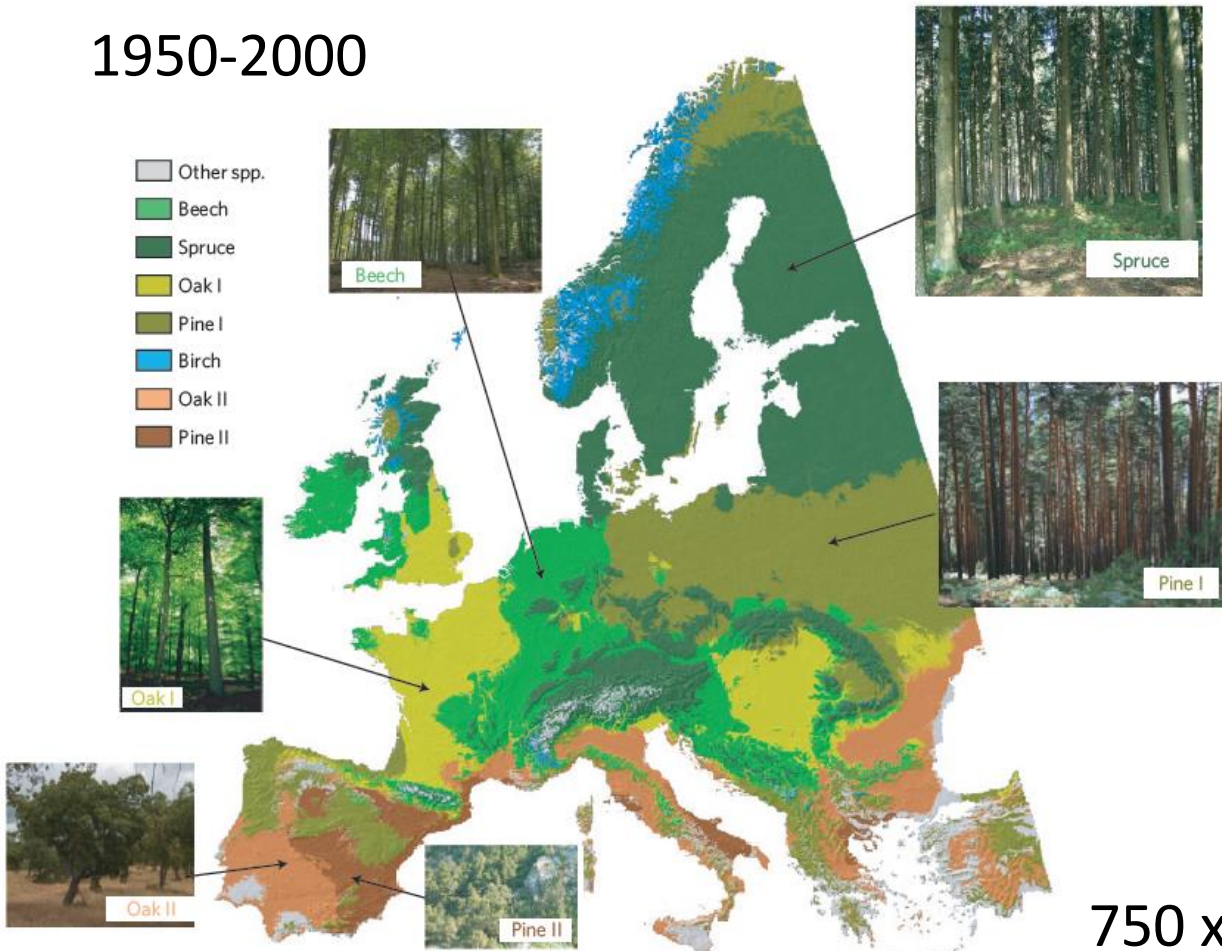 1950-2000
Other spp.
Beech
Spruce
Oak I
Pine I
Birch
Oak II
Pine II
Beech
Spruce
Pine I
Oak I
Oak II
Pine II
750 x